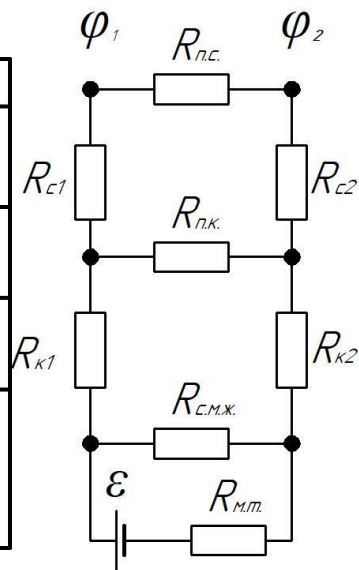 φ₁ φ₂
Rп.с.
Rс1 Rс2
Rп.к.
Rк1 Rк2
Rс.м.ж.
ε Rм.т.